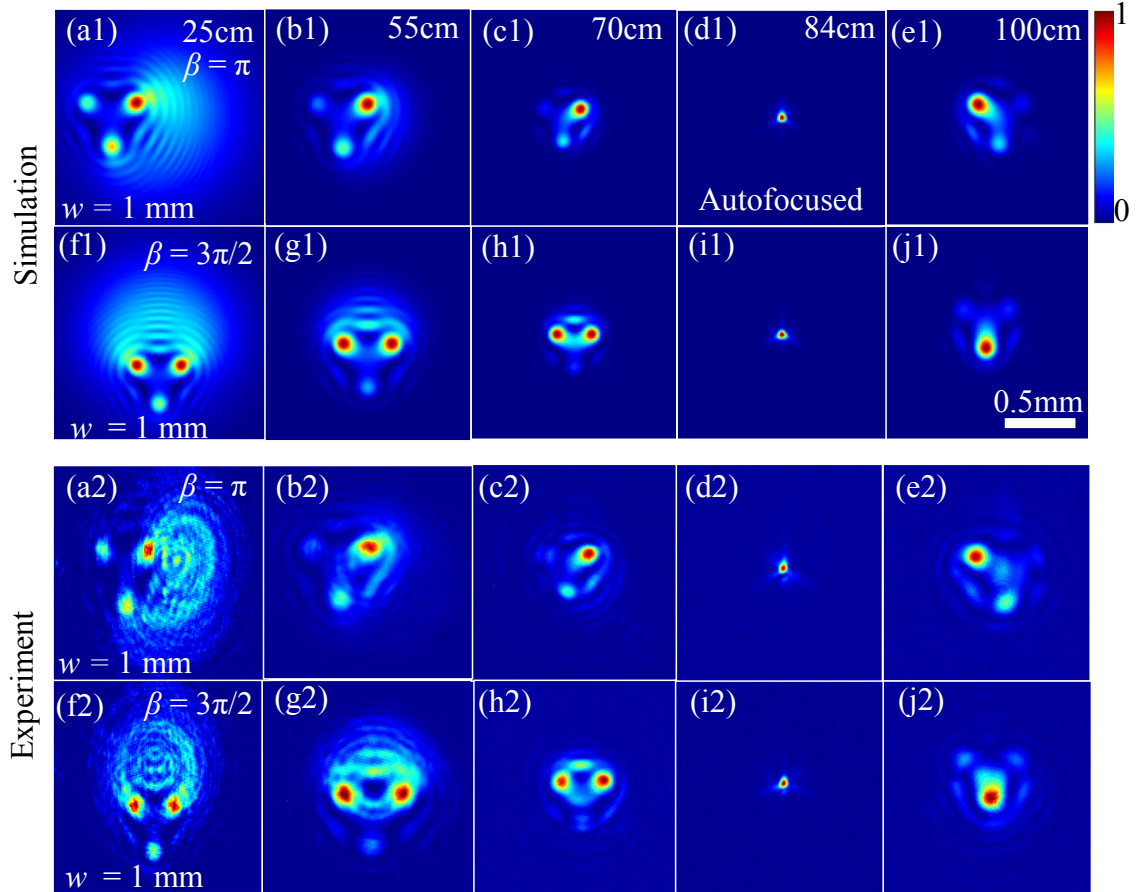 (a1) 25cm
β = π
w = 1 mm
(b1) 55cm
(c1) 70cm
(d1) 84cm
Autofocused
(e1) 100cm
1
0
Simulation
(f1) β = 3π/2
w = 1 mm
(g1)
(h1)
(i1)
(j1)
0.5mm
Experiment
(a2) β = π
w = 1 mm
(b2)
(c2)
(d2)
(e2)
(f2) β = 3π/2
w = 1 mm
(g2)
(h2)
(i2)
(j2)